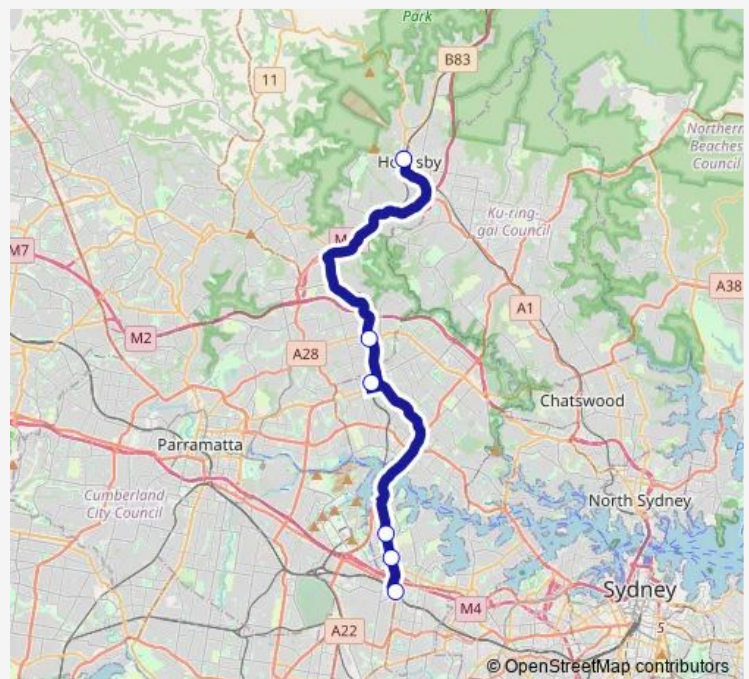 Park
B83
11
Northern
Beaches
Council
Ku-ring-
gai Council
M7
A38
A1
M2
A28
Chatswood
Parramatta
Cumberland
City Council
North Sydney
Sydney
M4
A22
5
© OpenStreetMap contributors